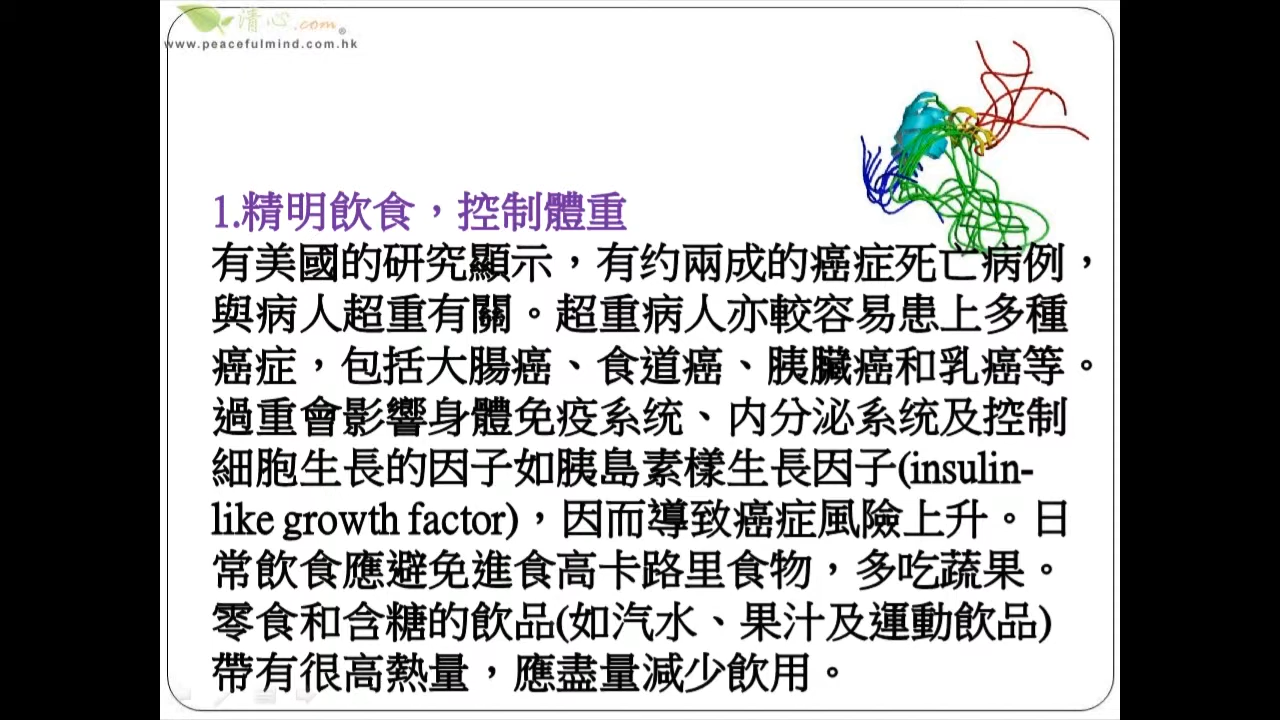 清心.com®
www.peacefulmind.com.hk
1.精明飲食，控制體重
有美國的研究顯示，有约兩成的癌症死亡病例，
與病人超重有關。超重病人亦較容易患上多種
癌症，包括大腸癌、食道癌、胰臟癌和乳癌等。
過重會影響身體免疫系统、内分泌系统及控制
細胞生長的因子如胰島素樣生長因子(insulin-
like growth factor)，因而導致癌症風險上升。日
常飲食應避免進食高卡路里食物，多吃蔬果。
零食和含糖的飲品(如汽水、果汁及運動飲品)
帶有很高熱量，應盡量減少飲用。